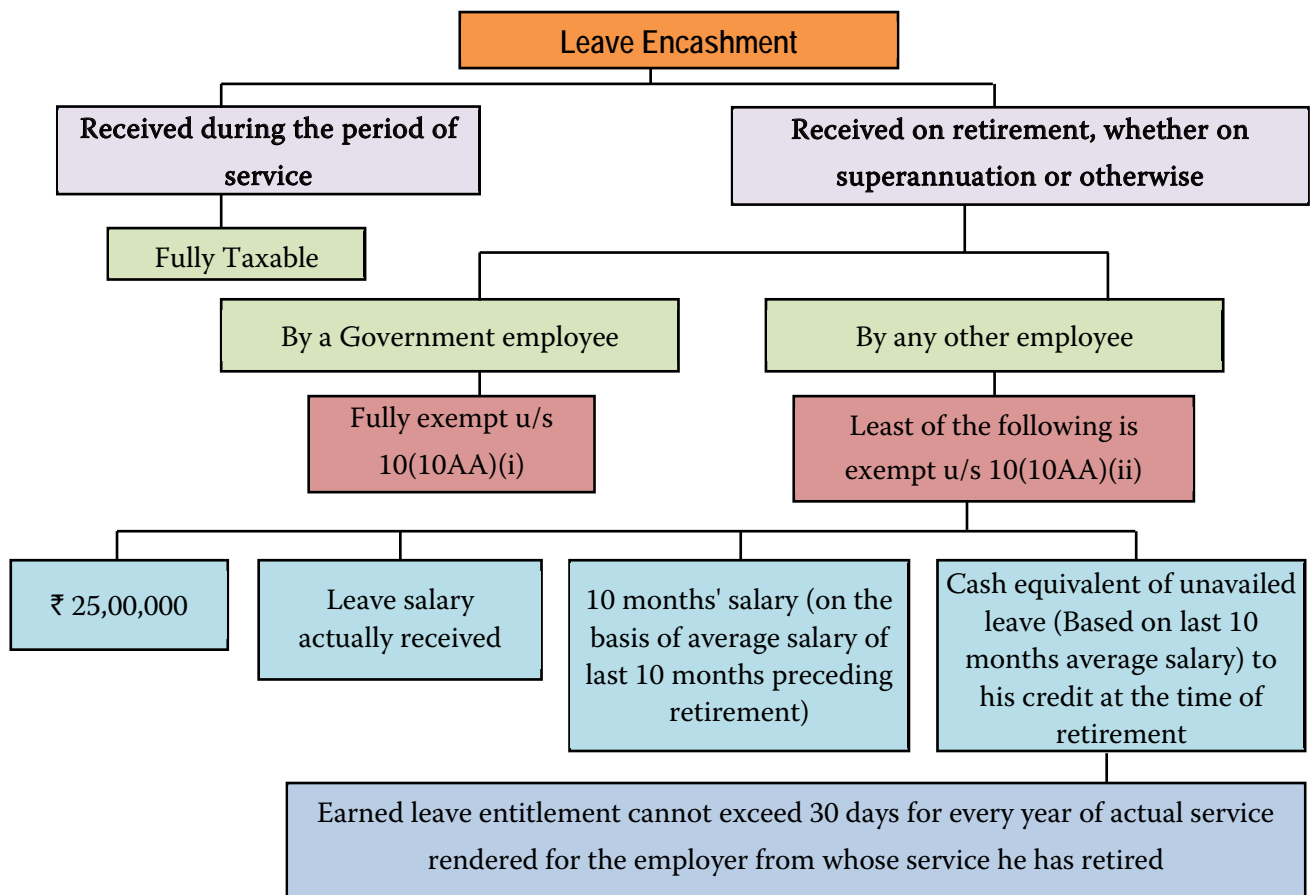 Leave Encashment
Received during the period of
service
Received on retirement, whether on
superannuation or otherwise
Fully Taxable
By a Government employee
By any other employee
Fully exempt u/s
10(10AA)(i)
Least of the following is
exempt u/s 10(10AA)(ii)
₹ 25,00,000
Leave salary
actually received
10 months' salary (on the
basis of average salary of
last 10 months preceding
retirement)
Cash equivalent of unavailed
leave (Based on last 10
months average salary) to
his credit at the time of
retirement
Earned leave entitlement cannot exceed 30 days for every year of actual service
rendered for the employer from whose service he has retired